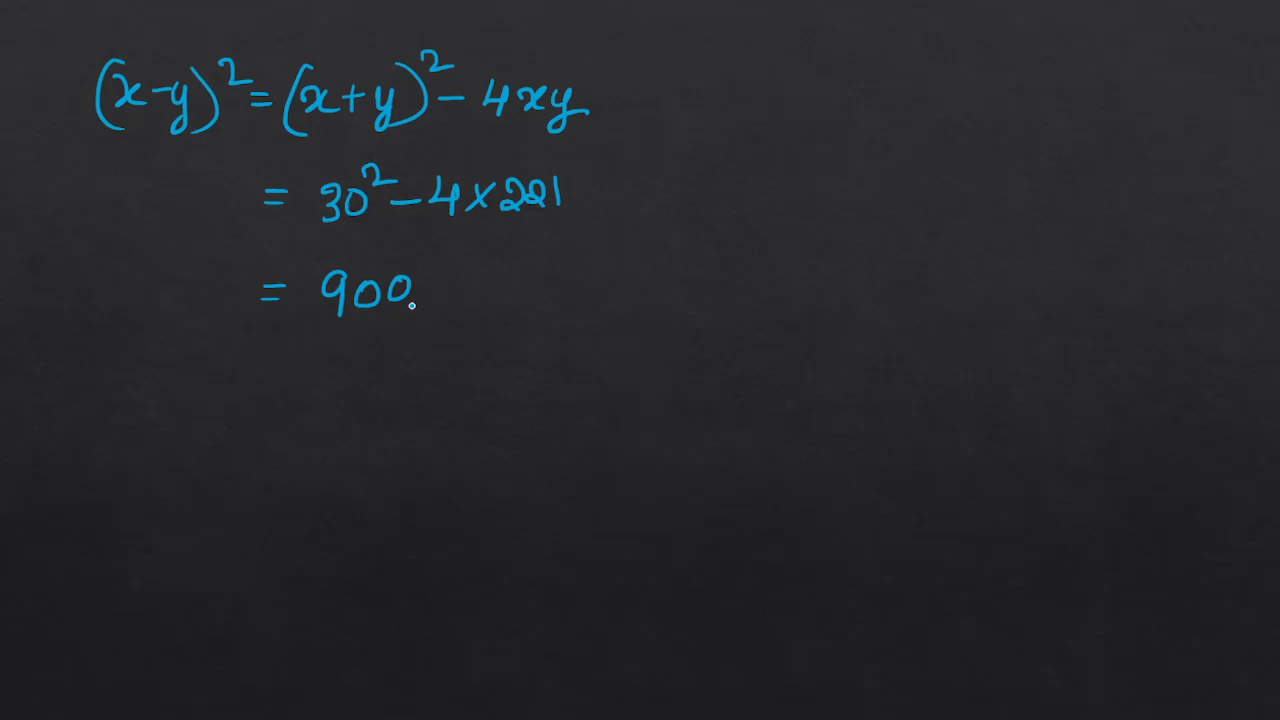 (x-y)² = (x+y)² - 4xy
= 30² - 4×221
= 900